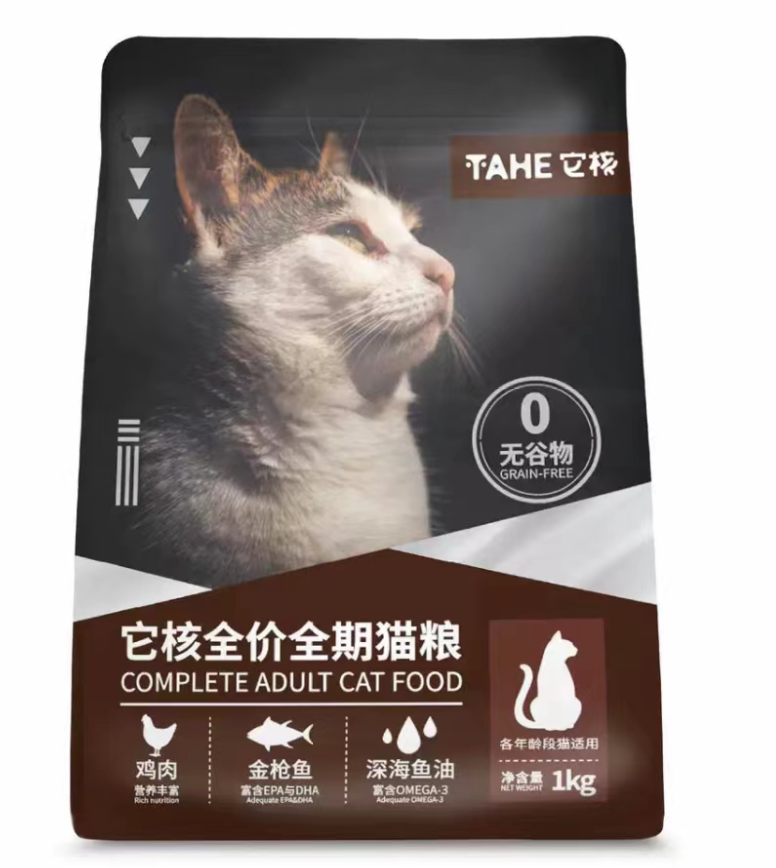 TAHE 它核
0
无谷物
GRAIN-FREE
它核全价全期猫粮
COMPLETE ADULT CAT FOOD
鸡肉
营养丰富
Rich nutrition
金枪鱼
富含EPA与DHA
Adequate EPA&DHA
深海鱼油
富含OMEGA-3
Adequate OMEGA-3
各年龄段猫适用
净含量
NET WEIGHT
1kg